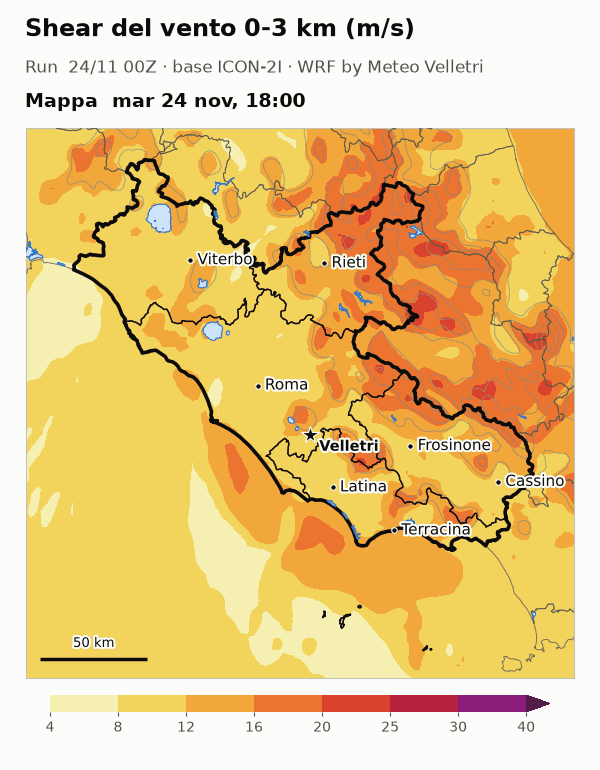 Shear del vento 0-3 km (m/s)
Run  24/11 00Z · base ICON-2I · WRF by Meteo Velletri
Mappa  mar 24 nov, 18:00
Viterbo
Rieti
Roma
Velletri
Frosinone
Cassino
Latina
Terracina
50 km
4 8 12 16 20 25 30 40